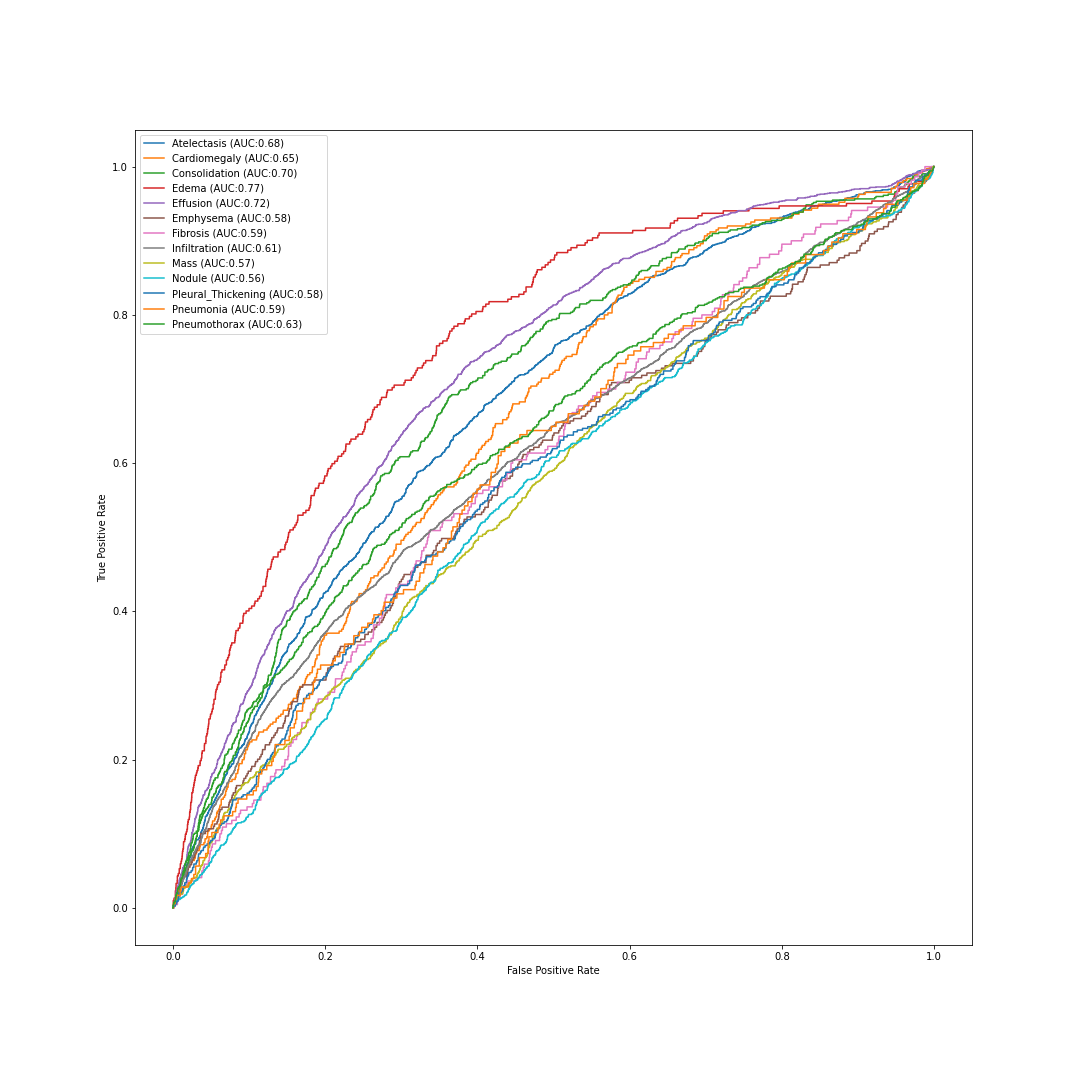 Atelectasis (AUC:0.68)
Cardiomegaly (AUC:0.65)
Consolidation (AUC:0.70)
Edema (AUC:0.77)
Effusion (AUC:0.72)
Emphysema (AUC:0.58)
Fibrosis (AUC:0.59)
Infiltration (AUC:0.61)
Mass (AUC:0.57)
Nodule (AUC:0.56)
Pleural_Thickening (AUC:0.58)
Pneumonia (AUC:0.59)
Pneumothorax (AUC:0.63)
1.0
0.8
0.6
0.4
0.2
0.0
True Positive Rate
0.0 0.2 0.4 0.6 0.8 1.0
False Positive Rate